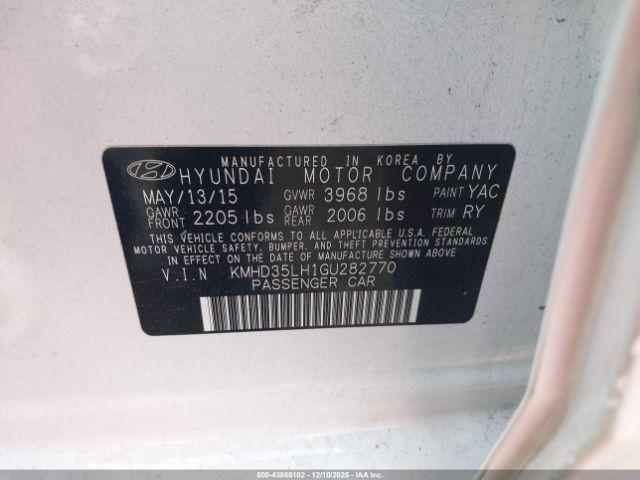 MANUFACTURED IN KOREA BY
HYUNDAI MOTOR COMPANY
MAY/13/15 GVWR 3968 lbs PAINT YAC
GAWR FRONT 2205 lbs GAWR REAR 2006 lbs TRIM RY
THIS VEHICLE CONFORMS TO ALL APPLICABLE U.S.A. FEDERAL
MOTOR VEHICLE SAFETY, BUMPER, AND THEFT PREVENTION STANDARDS
IN EFFECT ON THE DATE OF MANUFACTURE SHOWN ABOVE.
V.I.N KMHD35LH1GU282770
PASSENGER CAR
000-43866102 - 12/10/2025 - IAA Inc.